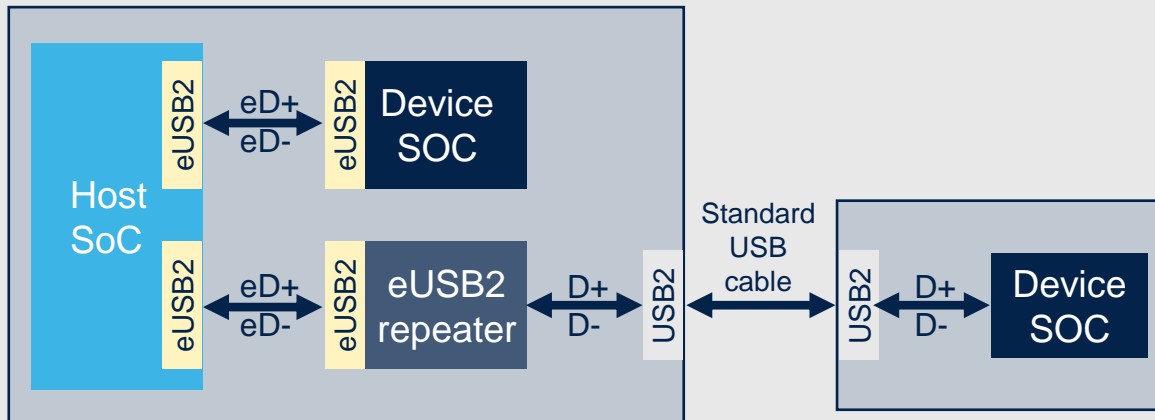 Host
SoC
eUSB2
eD+
eD-
eUSB2
Device
SOC
eUSB2
eD+
eD-
eUSB2
eUSB2
repeater
D+
D-
USB2
Standard
USB
cable
USB2
D+
D-
Device
SOC